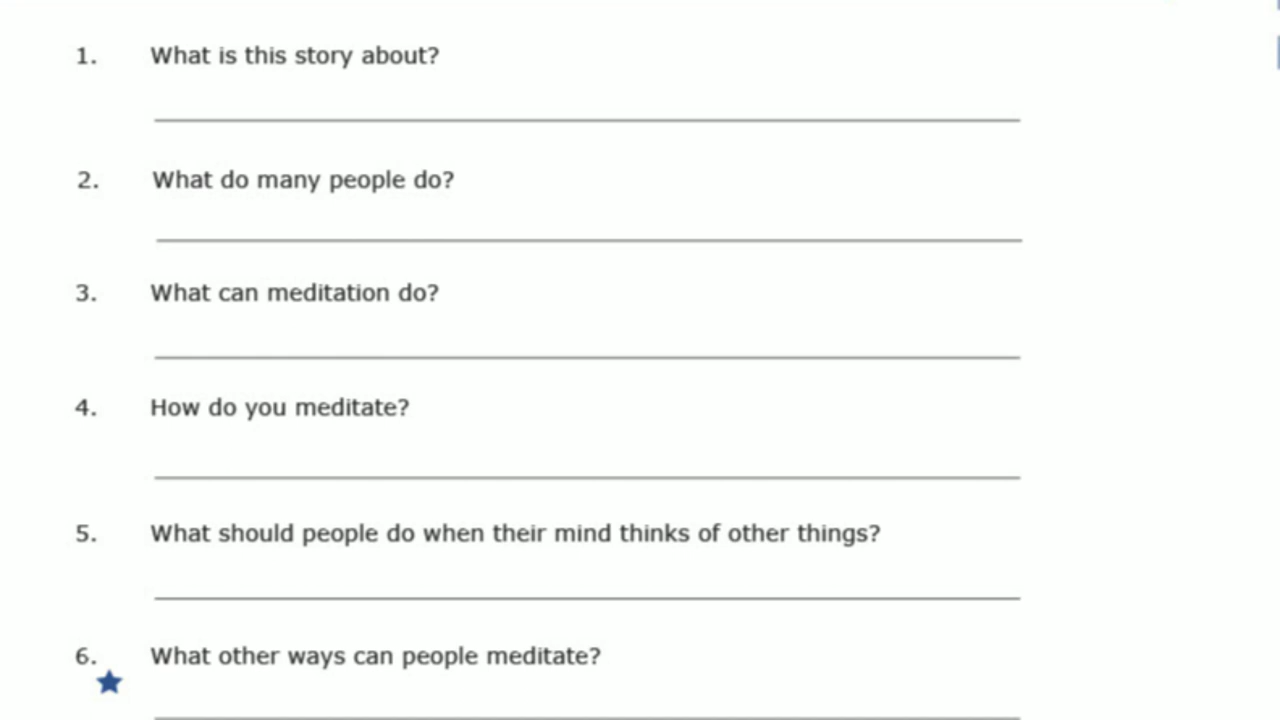 1. What is this story about?
2. What do many people do?
3. What can meditation do?
4. How do you meditate?
5. What should people do when their mind thinks of other things?
6. What other ways can people meditate?